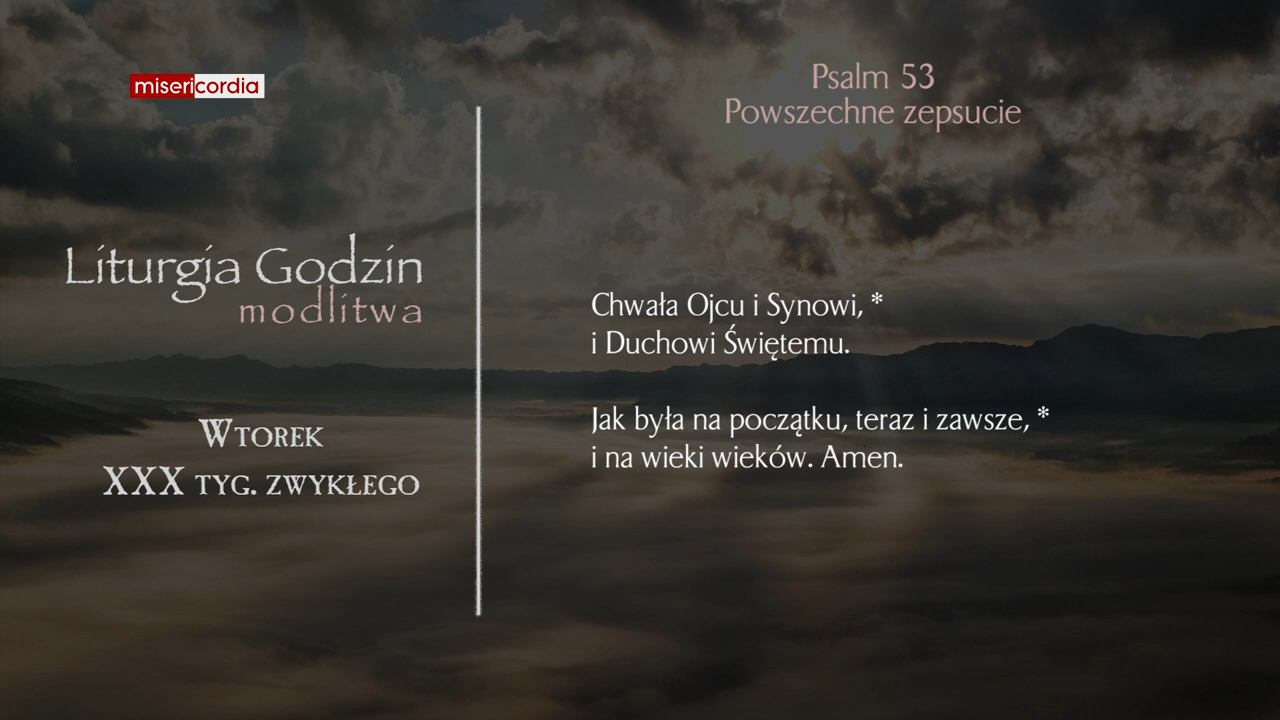 misericordia
Liturgia Godzin
modlitwa
Wtorek
XXX tyg. zwykłego
Psalm 53
Powszechne zepsucie
Chwała Ojcu i Synowi, *
i Duchowi Świętemu.
Jak była na początku, teraz i zawsze, *
i na wieki wieków. Amen.